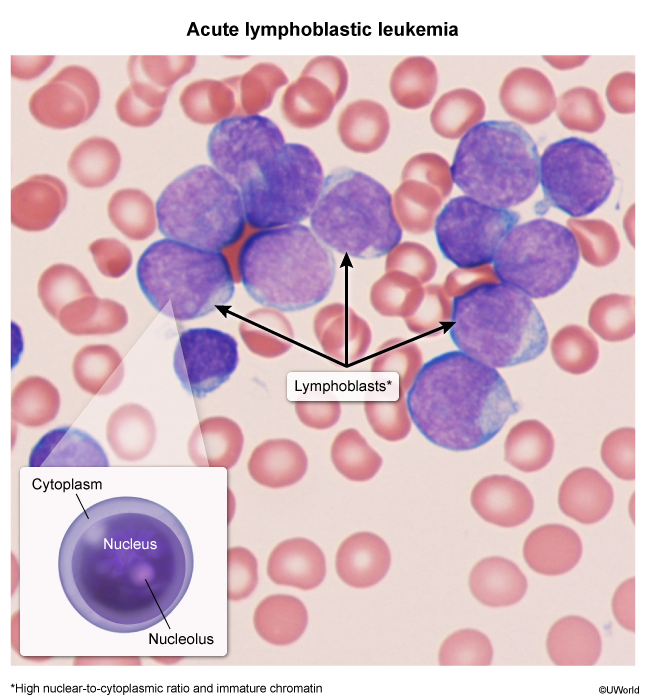 Acute lymphoblastic leukemia
Lymphoblasts*
Cytoplasm
Nucleus
Nucleolus
*High nuclear-to-cytoplasmic ratio and immature chromatin
©UWorld